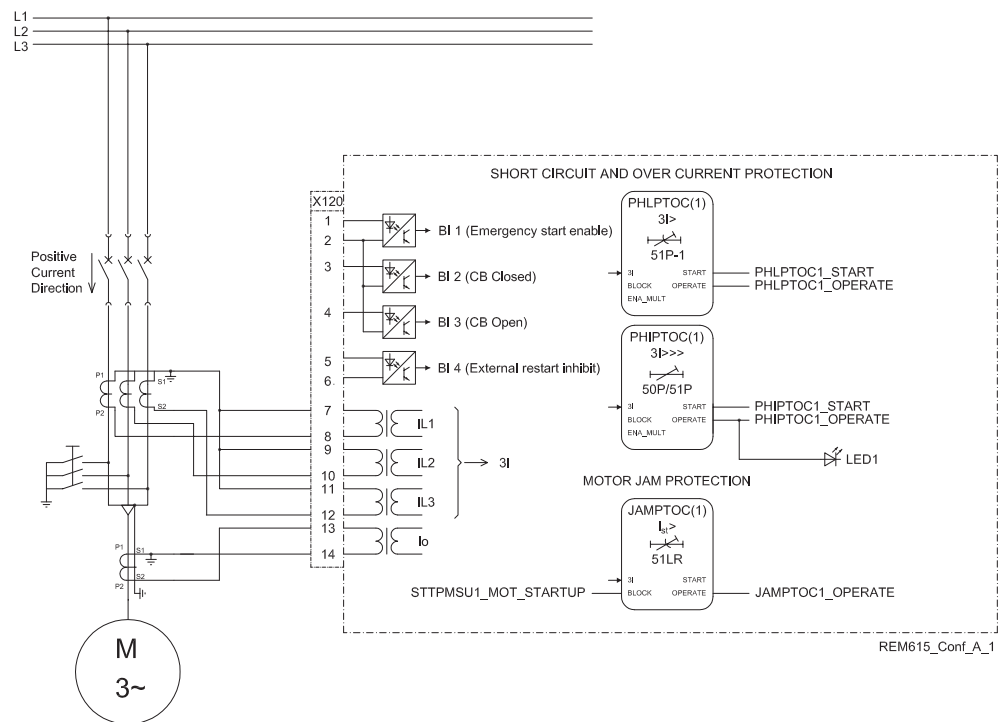 L1
L2
L3
Positive
Current
Direction
P1
P2
S1
S2
P1
P2
S1
S2
M
3~
X120
1
2
3
4
5
6
7
8
9
10
11
12
13
14
BI 1 (Emergency start enable)
BI 2 (CB Closed)
BI 3 (CB Open)
BI 4 (External restart inhibit)
IL1
IL2
IL3
Io
3I
SHORT CIRCUIT AND OVER CURRENT PROTECTION
PHLPTOC(1)
3I>
51P-1
3I
BLOCK
ENA_MULT
START
OPERATE
PHLPTOC1_START
PHLPTOC1_OPERATE
PHIPTOC(1)
3I>>>
50P/51P
3I
BLOCK
ENA_MULT
START
OPERATE
PHIPTOC1_START
PHIPTOC1_OPERATE
LED1
MOTOR JAM PROTECTION
JAMPTOC(1)
Ist>
51LR
3I
BLOCK
START
OPERATE
STTPMSU1_MOT_STARTUP
JAMPTOC1_OPERATE
REM615_Conf_A_1